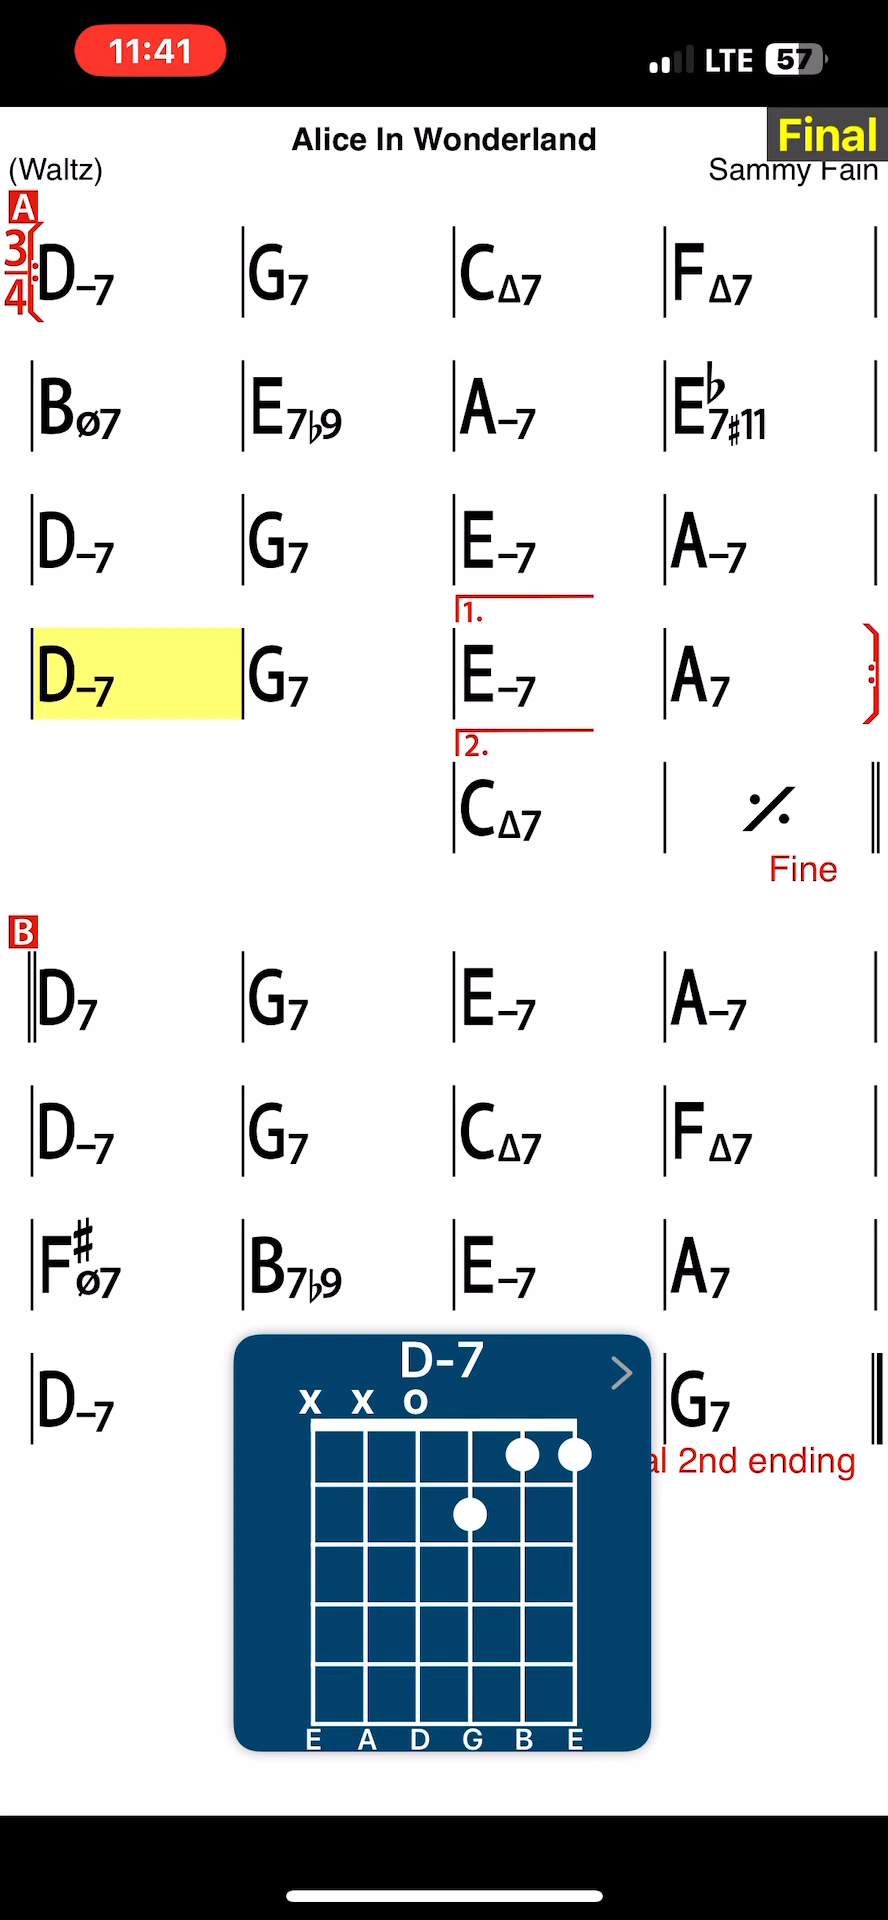 11:41 LTE 57
Alice In Wonderland Final
(Waltz) Sammy Fain
A
3/4 D–7 G7 CΔ7 FΔ7
Bø7 E7♭9 A–7 E♭7♯11
D–7 G7 E–7 A–7
1.
D–7 G7 E–7 A7
2.
CΔ7 𝄎
Fine
B
D7 G7 E–7 A–7
D–7 G7 CΔ7 FΔ7
F♯ø7 B7♭9 E–7 A7
D–7 G7
al 2nd ending
D-7
x x o
E A D G B E